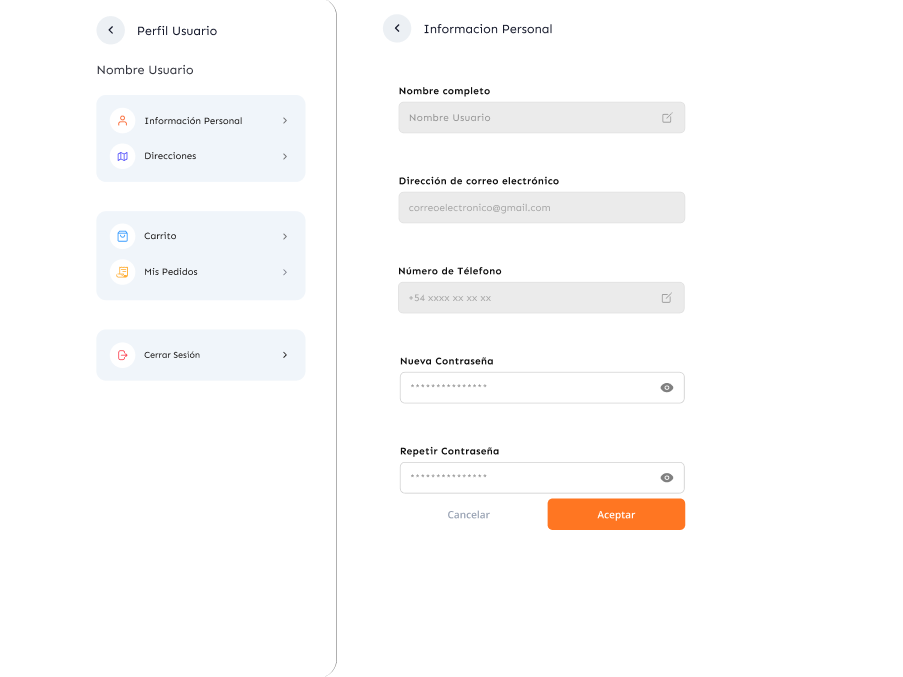 Perfil Usuario
Nombre Usuario
Información Personal
Direcciones
Carrito
Mis Pedidos
Cerrar Sesión
Informacion Personal
Nombre completo
Nombre Usuario
Dirección de correo electrónico
correoelectronico@gmail.com
Número de Télefono
+54 xxxx xx xx xx
Nueva Contraseña
***************
Repetir Contraseña
***************
Cancelar
Aceptar